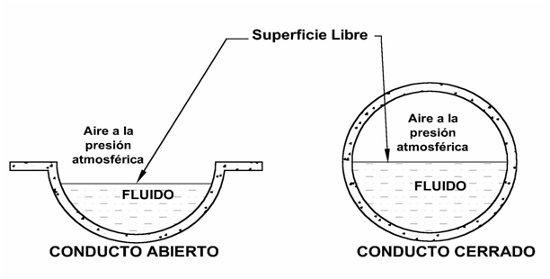 Superficie Libre
Aire a la
presión
atmosférica
FLUIDO
CONDUCTO ABIERTO
Aire a la
presión
atmosférica
FLUIDO
CONDUCTO CERRADO